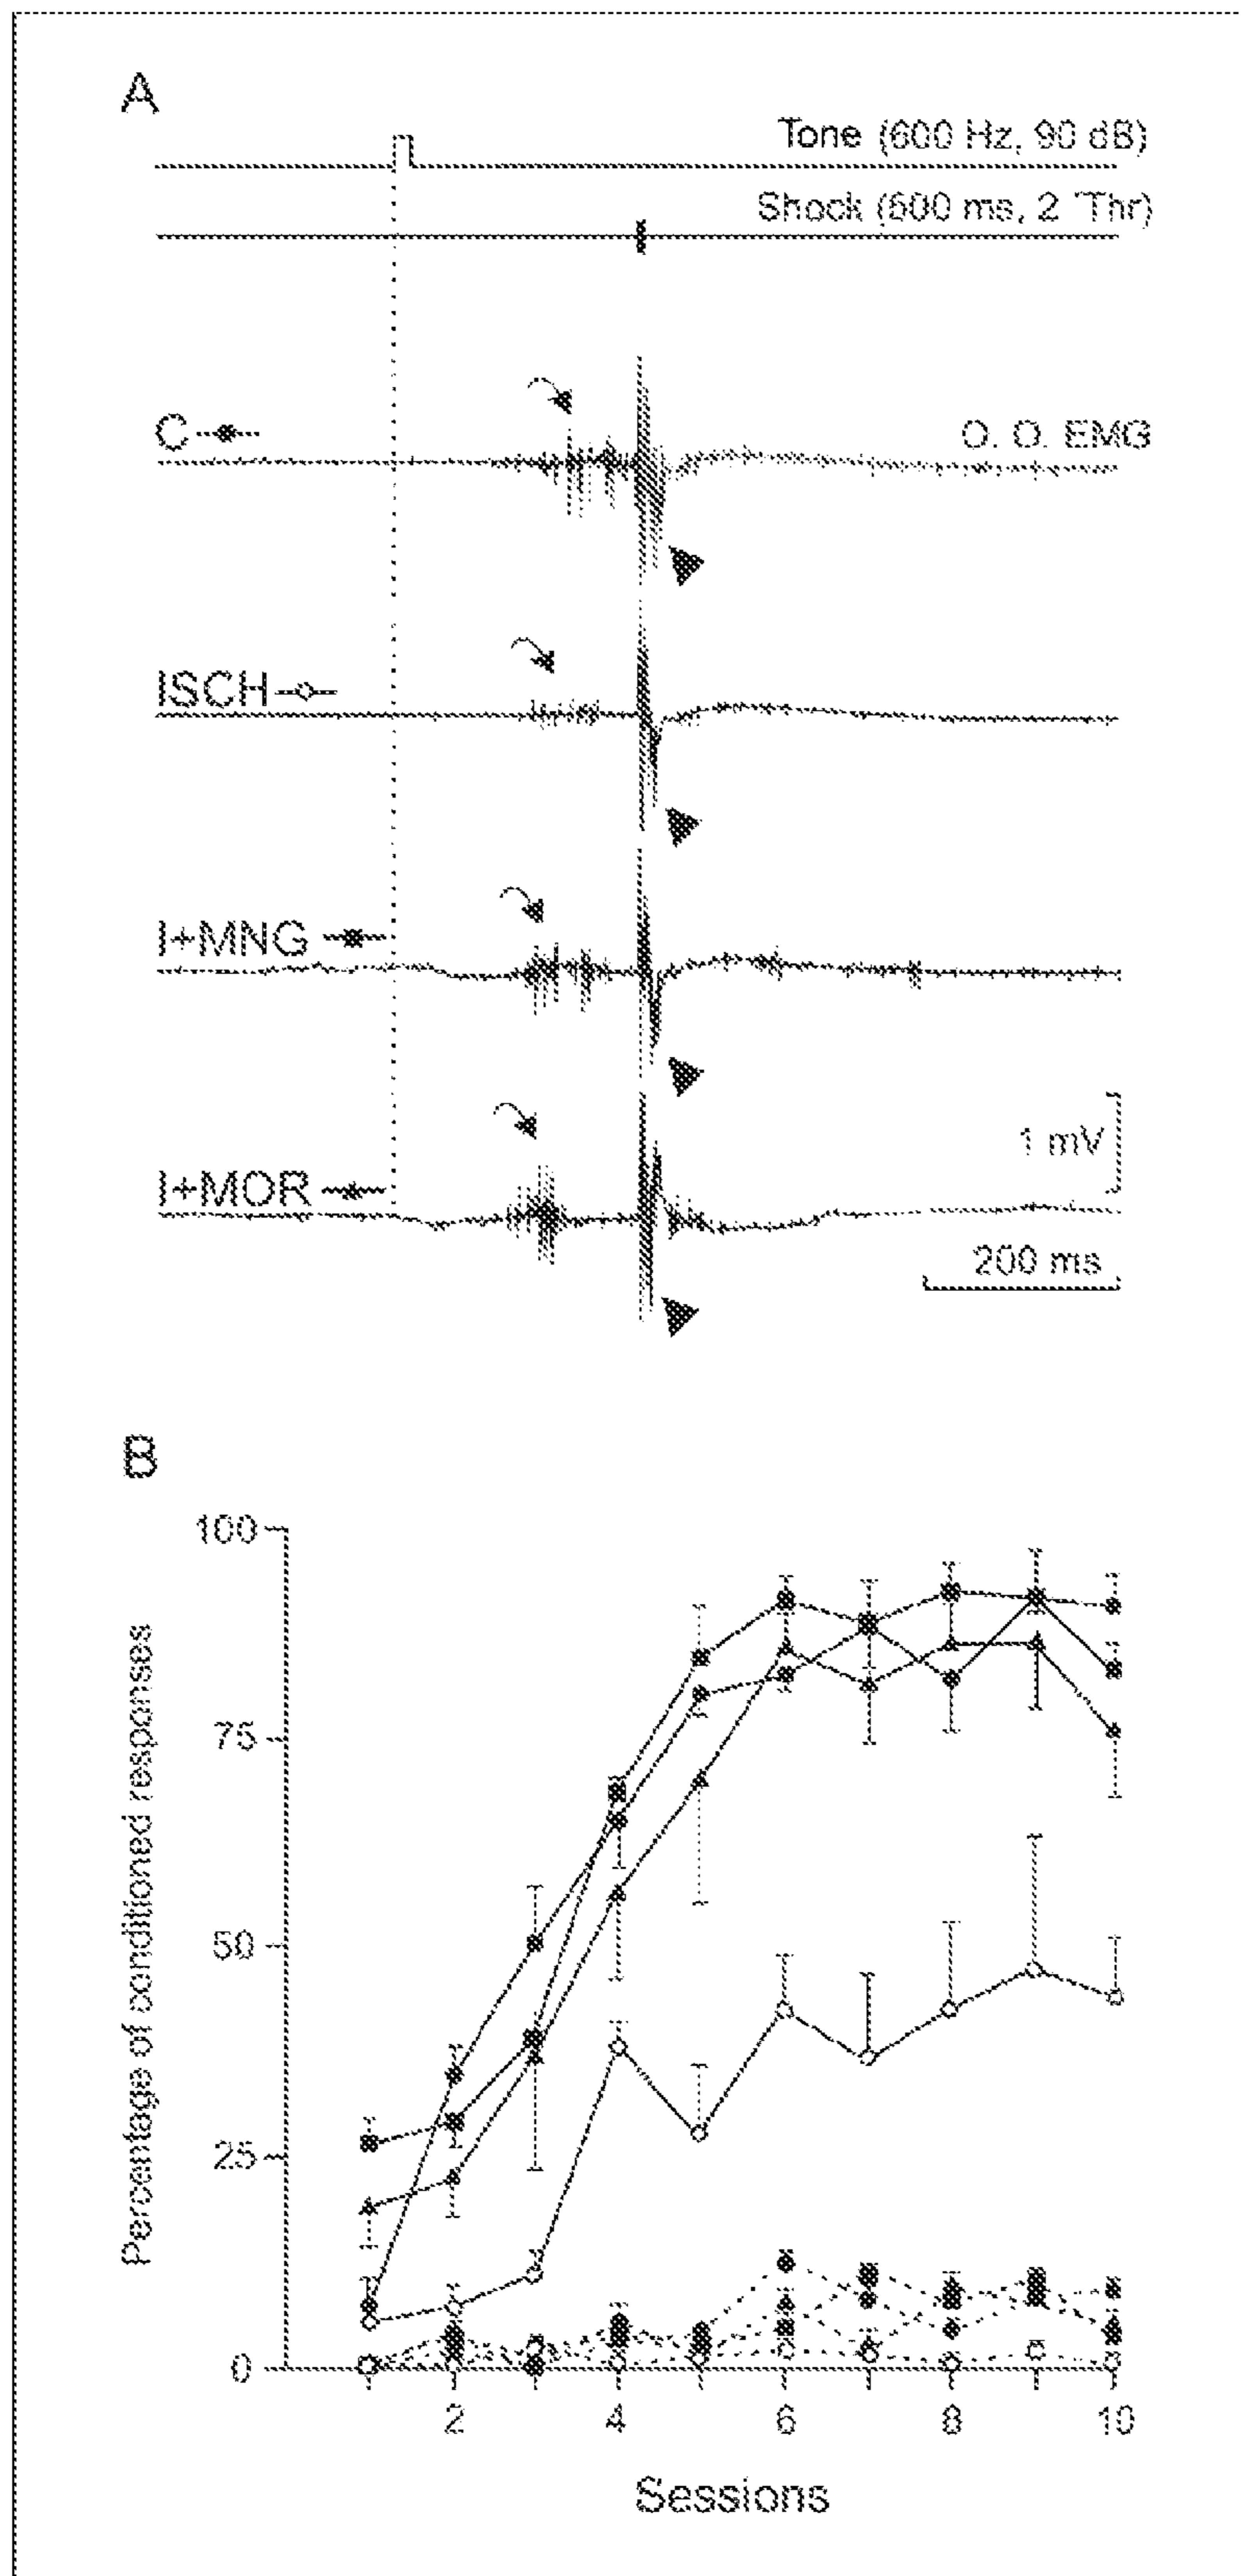 A
Tone (600 Hz, 90 dB)
Shock (500 ms, 2 ˚Thr)
C
O. O. EMG
ISCH
I+MNG
I+MOR
1 mV
200 ms
B
Percentage of conditioned responses
100
75
50
25
0
2 4 6 8 10
Sessions